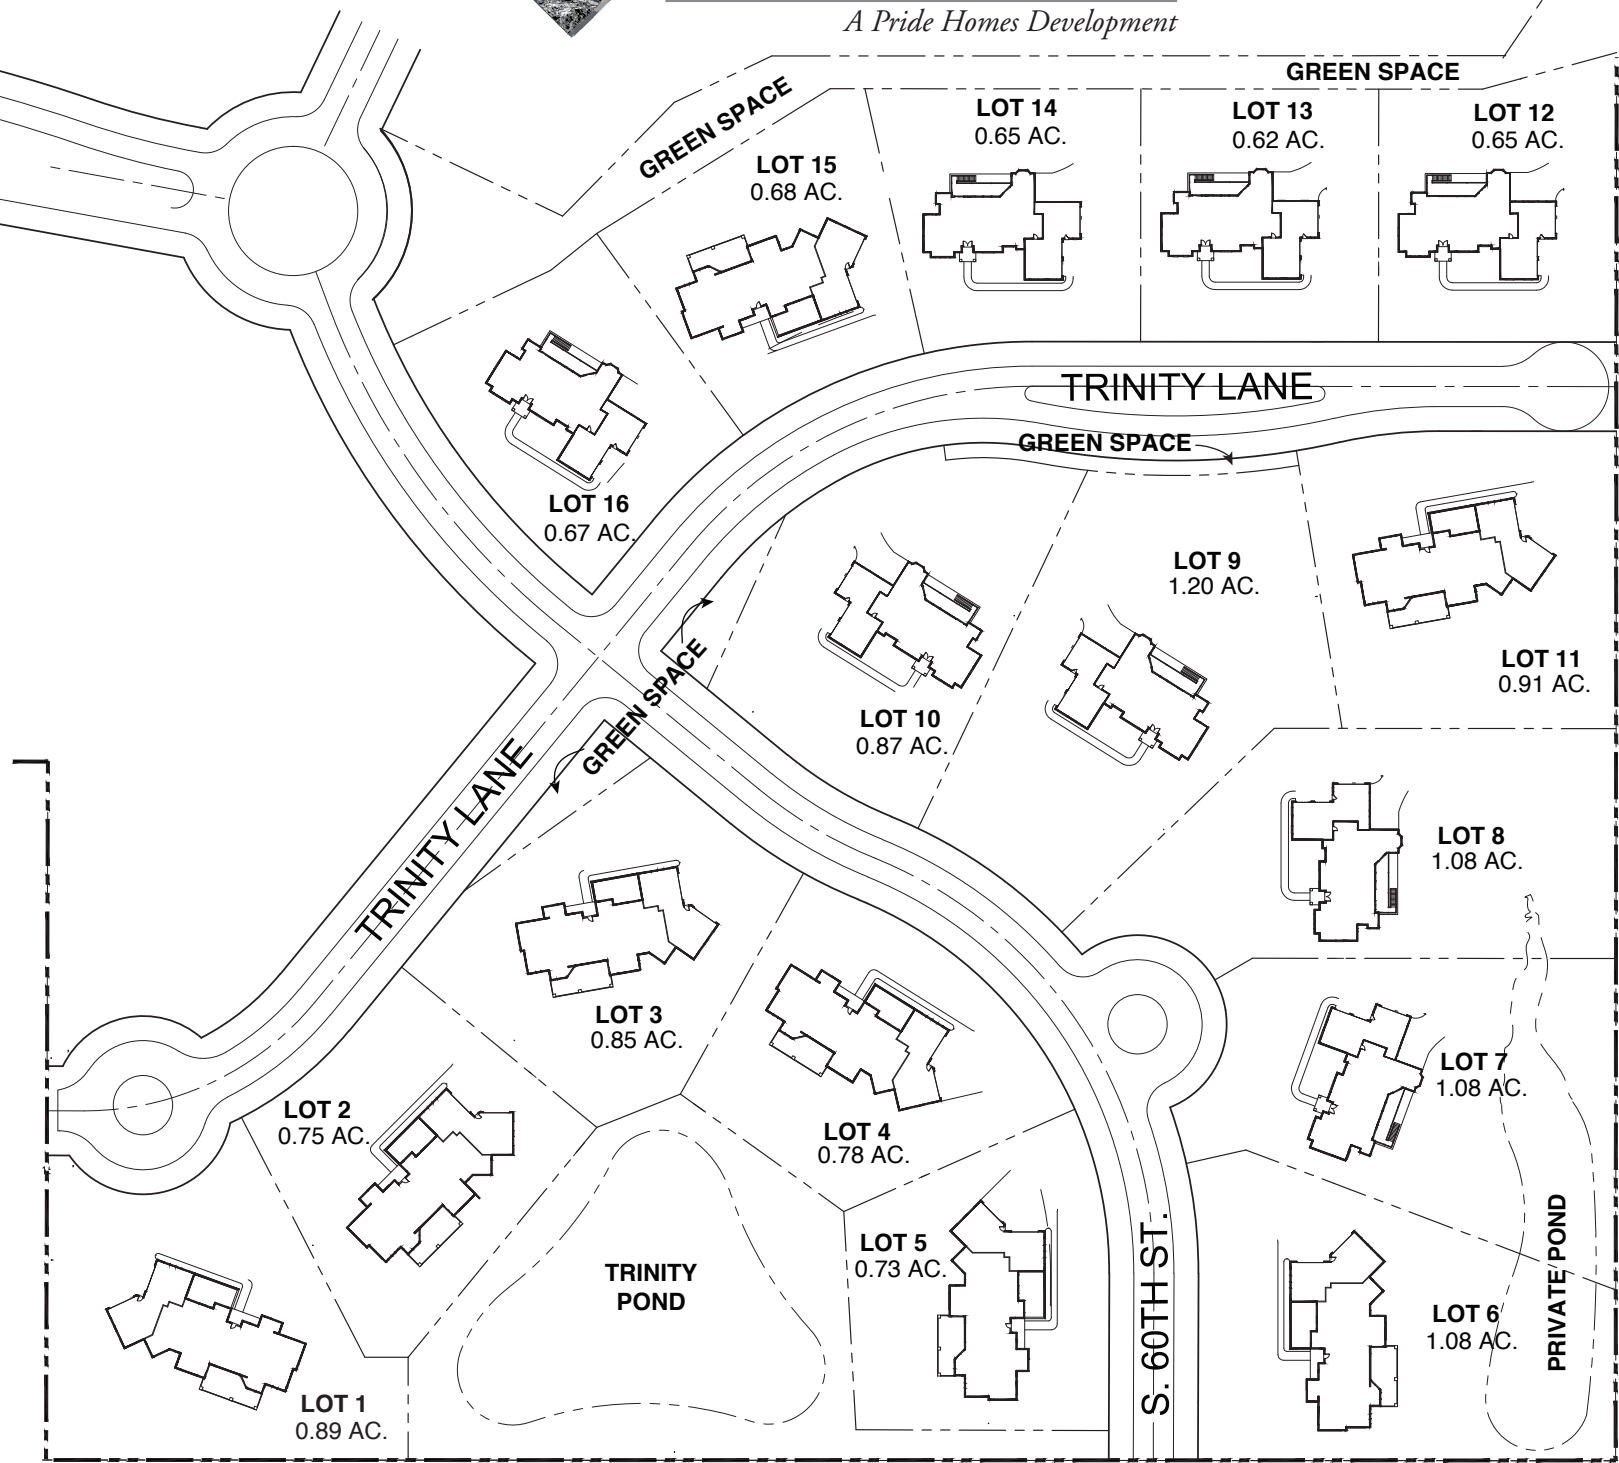 A Pride Homes Development
GREEN SPACE
GREEN SPACE
LOT 14
0.65 AC.
LOT 13
0.62 AC.
LOT 12
0.65 AC.
LOT 15
0.68 AC.
TRINITY LANE
GREEN SPACE
LOT 16
0.67 AC.
LOT 9
1.20 AC.
LOT 11
0.91 AC.
LOT 10
0.87 AC.
GREEN SPACE
TRINITY LANE
LOT 8
1.08 AC.
LOT 3
0.85 AC.
LOT 7
1.08 AC.
LOT 2
0.75 AC.
LOT 4
0.78 AC.
LOT 5
0.73 AC.
TRINITY
POND
S. 60TH ST.
PRIVATE POND
LOT 6
1.08 AC.
LOT 1
0.89 AC.